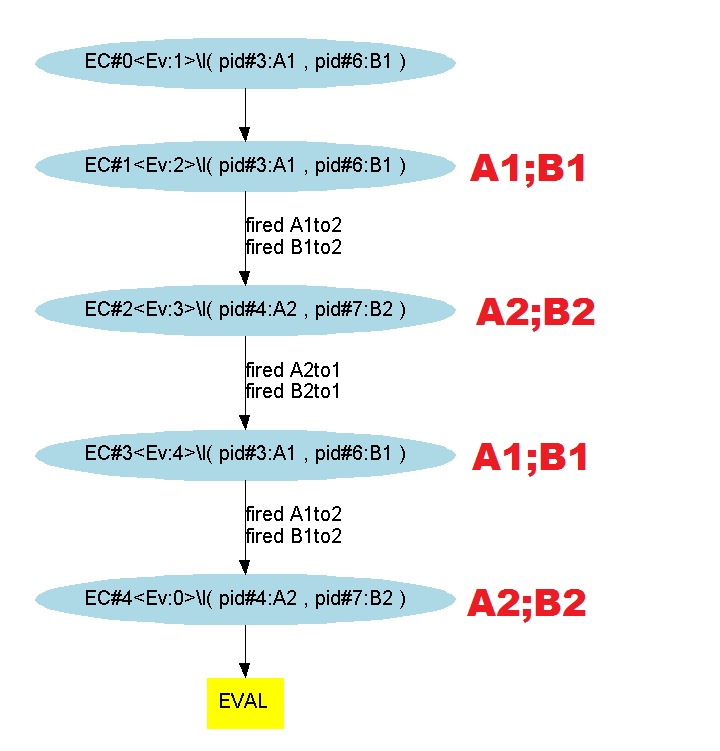 EC#0<Ev:1>\l( pid#3:A1 , pid#6:B1 )
EC#1<Ev:2>\l( pid#3:A1 , pid#6:B1 )
A1;B1
fired A1to2
fired B1to2
EC#2<Ev:3>\l( pid#4:A2 , pid#7:B2 )
A2;B2
fired A2to1
fired B2to1
EC#3<Ev:4>\l( pid#3:A1 , pid#6:B1 )
A1;B1
fired A1to2
fired B1to2
EC#4<Ev:0>\l( pid#4:A2 , pid#7:B2 )
A2;B2
EVAL